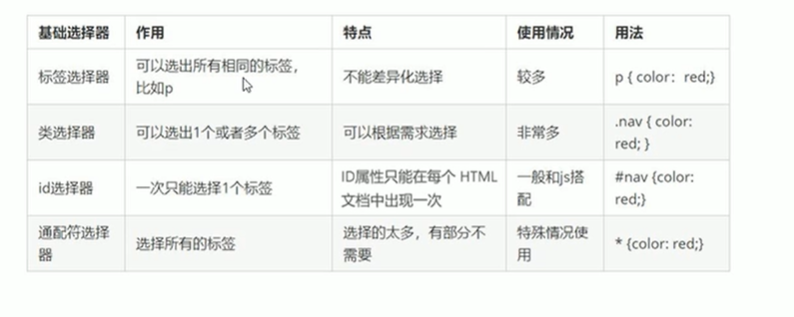 基础选择器 作用 特点 使用情况 用法
标签选择器 可以选出所有相同的标签，比如p 不能差异化选择 较多 p { color：red;}
类选择器 可以选出1个或者多个标签 可以根据需求选择 非常多 .nav { color: red; }
id选择器 一次只能选择1个标签 ID属性只能在每个 HTML 文档中出现一次 一般和js搭配 #nav {color: red;}
通配符选择器 选择所有的标签 选择的太多，有部分不需要 特殊情况使用 * {color: red;}